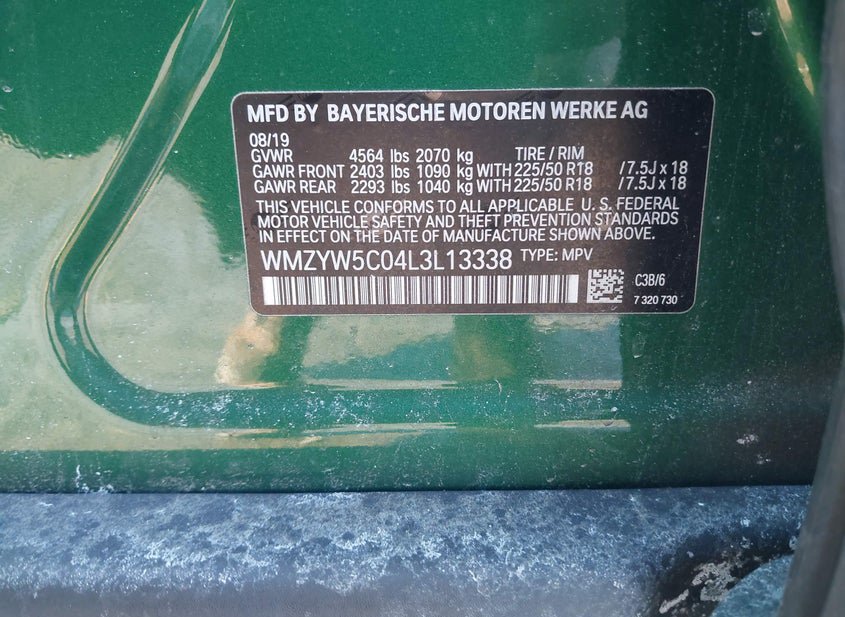 MFD BY BAYERISCHE MOTOREN WERKE AG
08/19
GVWR 4564 lbs 2070 kg TIRE / RIM
GAWR FRONT 2403 lbs 1090 kg WITH 225/50 R18 / 7.5J x 18
GAWR REAR 2293 lbs 1040 kg WITH 225/50 R18 / 7.5J x 18
THIS VEHICLE CONFORMS TO ALL APPLICABLE U. S. FEDERAL
MOTOR VEHICLE SAFETY AND THEFT PREVENTION STANDARDS
IN EFFECT ON THE DATE OF MANUFACTURE SHOWN ABOVE.
WMZYW5C04L3L13338 TYPE: MPV
C3B/6
7 320 730